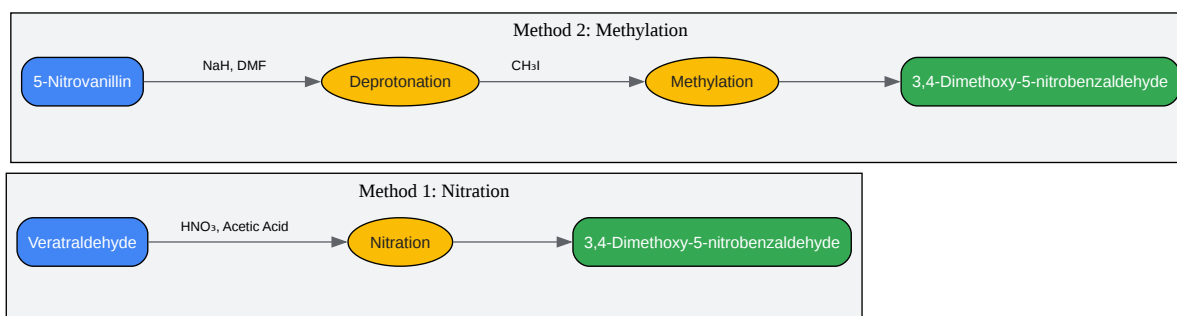 Method 2: Methylation
5-Nitrovanillin
NaH, DMF
Deprotonation
CH₃I
Methylation
3,4-Dimethoxy-5-nitrobenzaldehyde
Method 1: Nitration
Veratraldehyde
HNO₃, Acetic Acid
Nitration
3,4-Dimethoxy-5-nitrobenzaldehyde